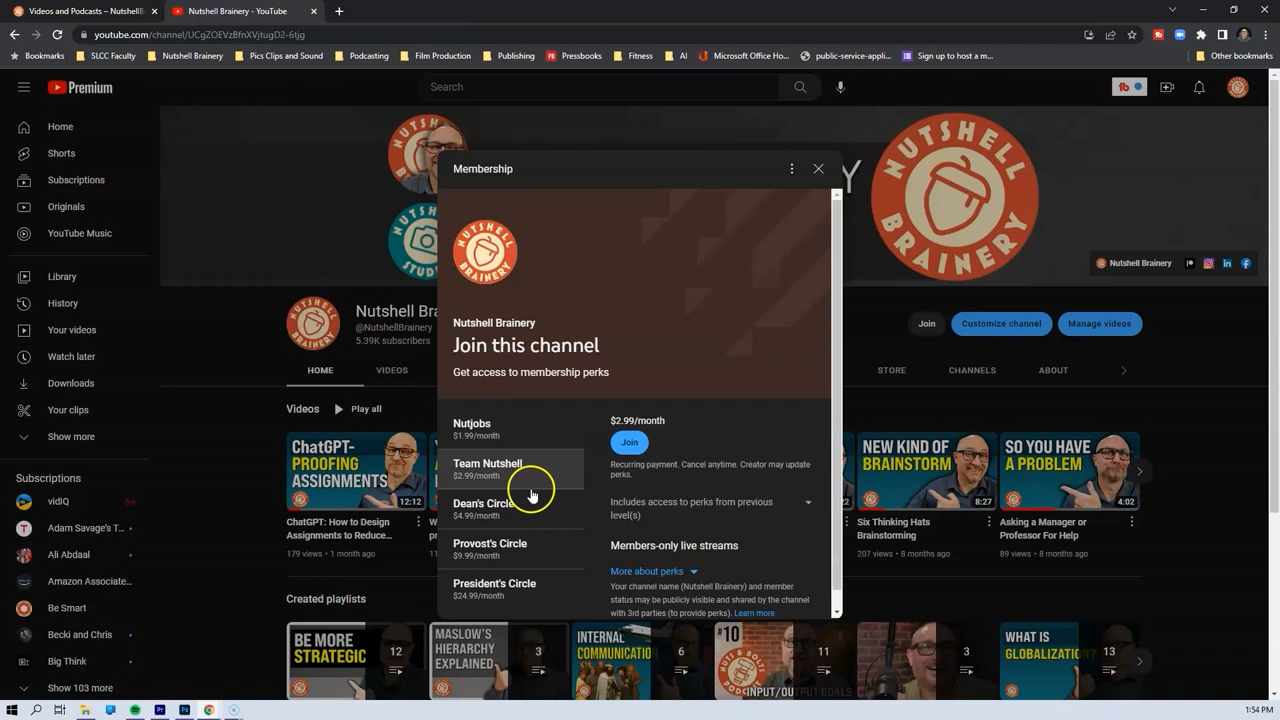 Videos and Podcasts – Nutshell B
Nutshell Brainery - YouTube
youtube.com/channel/UCgZOEVzBfnXVjtugD2-6tjg
Bookmarks
SLCC Faculty
Nutshell Brainery
Pics Clips and Sound
Podcasting
Film Production
Publishing
Pressbooks
Fitness
AI
Microsoft Office Ho...
public-service-applic...
Sign up to host a m...
Other bookmarks
Premium
Search
Home
Shorts
Subscriptions
Originals
YouTube Music
Library
History
Your videos
Watch later
Downloads
Your clips
Show more
Subscriptions
vidIQ
Adam Savage's T...
Ali Abdaal
Amazon Associate...
Be Smart
Becki and Chris
Big Think
Show 103 more
NUTSHELL
BRAINERY
Nutshell Brainery
Nutshell Br
@NutshellBrainery
5.39K subscribers
Join
Customize channel
Manage videos
HOME
VIDEOS
STORE
CHANNELS
ABOUT
Membership
NUTSHELL
BRAINERY
Nutshell Brainery
Join this channel
Get access to membership perks
Nutjobs
$1.99/month
Team Nutshell
$2.99/month
Dean's Circle
$4.99/month
Provost's Circle
$9.99/month
President's Circle
$24.99/month
$2.99/month
Join
Recurring payment. Cancel anytime. Creator may update
perks.
Includes access to perks from previous
level(s)
Members-only live streams
More about perks
Your channel name (Nutshell Brainery) and member
status may be publicly visible and shared by the channel
with 3rd parties (to provide perks). Learn more
Videos
Play all
ChatGPT-
PROOFING
ASSIGNMENTS
12:12
ChatGPT: How to Design
Assignments to Reduce...
179 views • 1 month ago
NEW KIND OF
BRAINSTORM
8:27
Six Thinking Hats
Brainstorming
207 views • 8 months ago
SO YOU HAVE
A PROBLEM
4:02
Asking a Manager or
Professor For Help
89 views • 8 months ago
Created playlists
BE MORE
STRATEGIC
12
MASLOW'S
HIERARCHY
EXPLAINED
3
INTERNAL
COMMUNICATION
6
#10
NUTS & BOLTS
PODCAST
INPUT/OUTPUT GOALS
11
3
WHAT IS
GLOBALIZATION?
13
1:54 PM